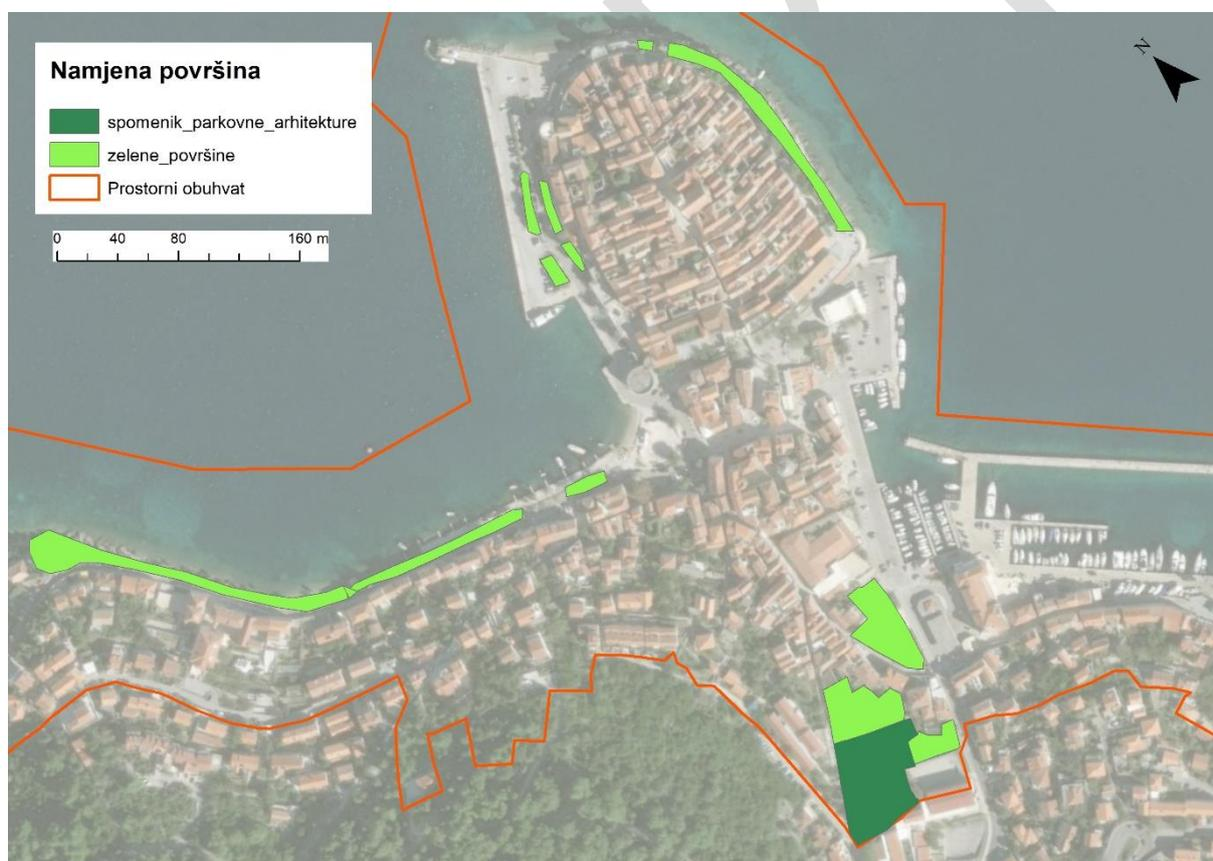 Namjena površina
spomenik_parkovne_arhitekture
zelene_površine
Prostorni obuhvat
0 40 80 160 m
N